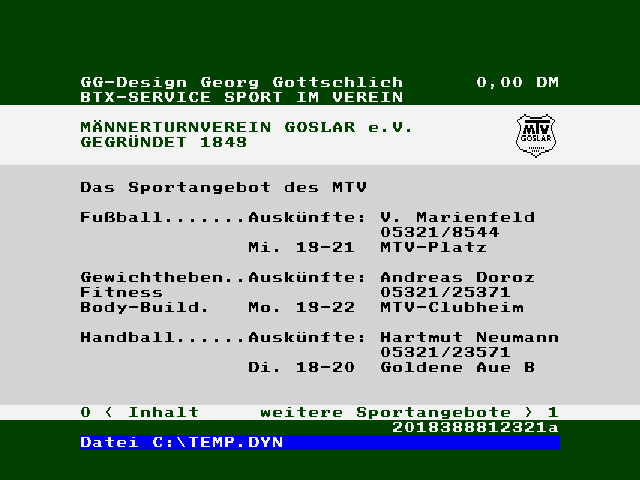 GG-Design Georg Gottschlich 0,00 DM
BTX-SERVICE SPORT IM VEREIN
MÄNNERTURNVEREIN GOSLAR e.V.
GEGRÜNDET 1848
MTV
GOSLAR
Das Sportangebot des MTV
Fußball.......Auskünfte: V. Marienfeld
05321/8544
Mi. 18-21 MTV-Platz
Gewichtheben..Auskünfte: Andreas Doroz
Fitness 05321/25371
Body-Build. Mo. 18-22 MTV-Clubheim
Handball......Auskünfte: Hartmut Neumann
05321/23571
Di. 18-20 Goldene Aue B
0 < Inhalt weitere Sportangebote > 1
2018388812321a
Datei C:\TEMP.DYN